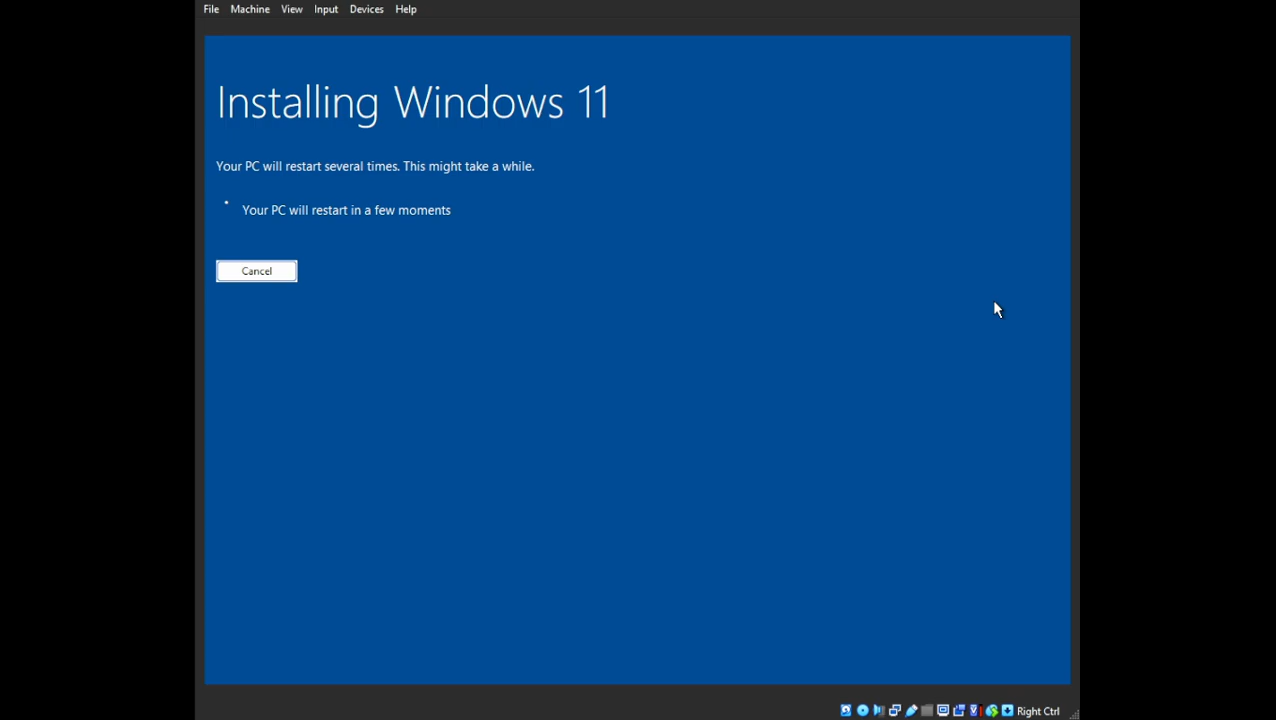 File Machine View Input Devices Help
Installing Windows 11
Your PC will restart several times. This might take a while.
Your PC will restart in a few moments
Cancel
Right Ctrl